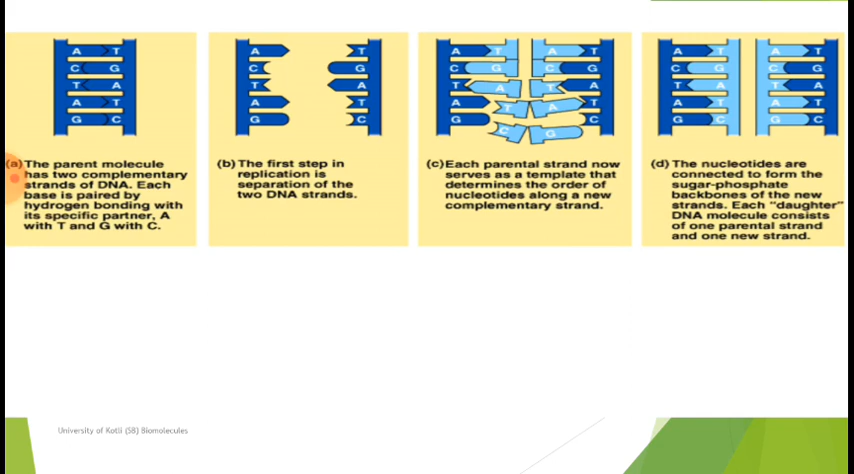 A T
C G
T A
A T
G C
A T
C G
T A
A T
G C
A T A T
C G C G
T A T A
A T A T
G C G C
A T A T
C G C G
T A T A
A T A T
G C G C
(a) The parent molecule
has two complementary
strands of DNA. Each
base is paired by
hydrogen bonding with
its specific partner, A
with T and G with C.
(b) The first step in
replication is
separation of the
two DNA strands.
(c) Each parental strand now
serves as a template that
determines the order of
nucleotides along a new
complementary strand.
(d) The nucleotides are
connected to form the
sugar-phosphate
backbones of the new
strands. Each "daughter"
DNA molecule consists
of one parental strand
and one new strand.
University of Kotli (SB) Biomolecules